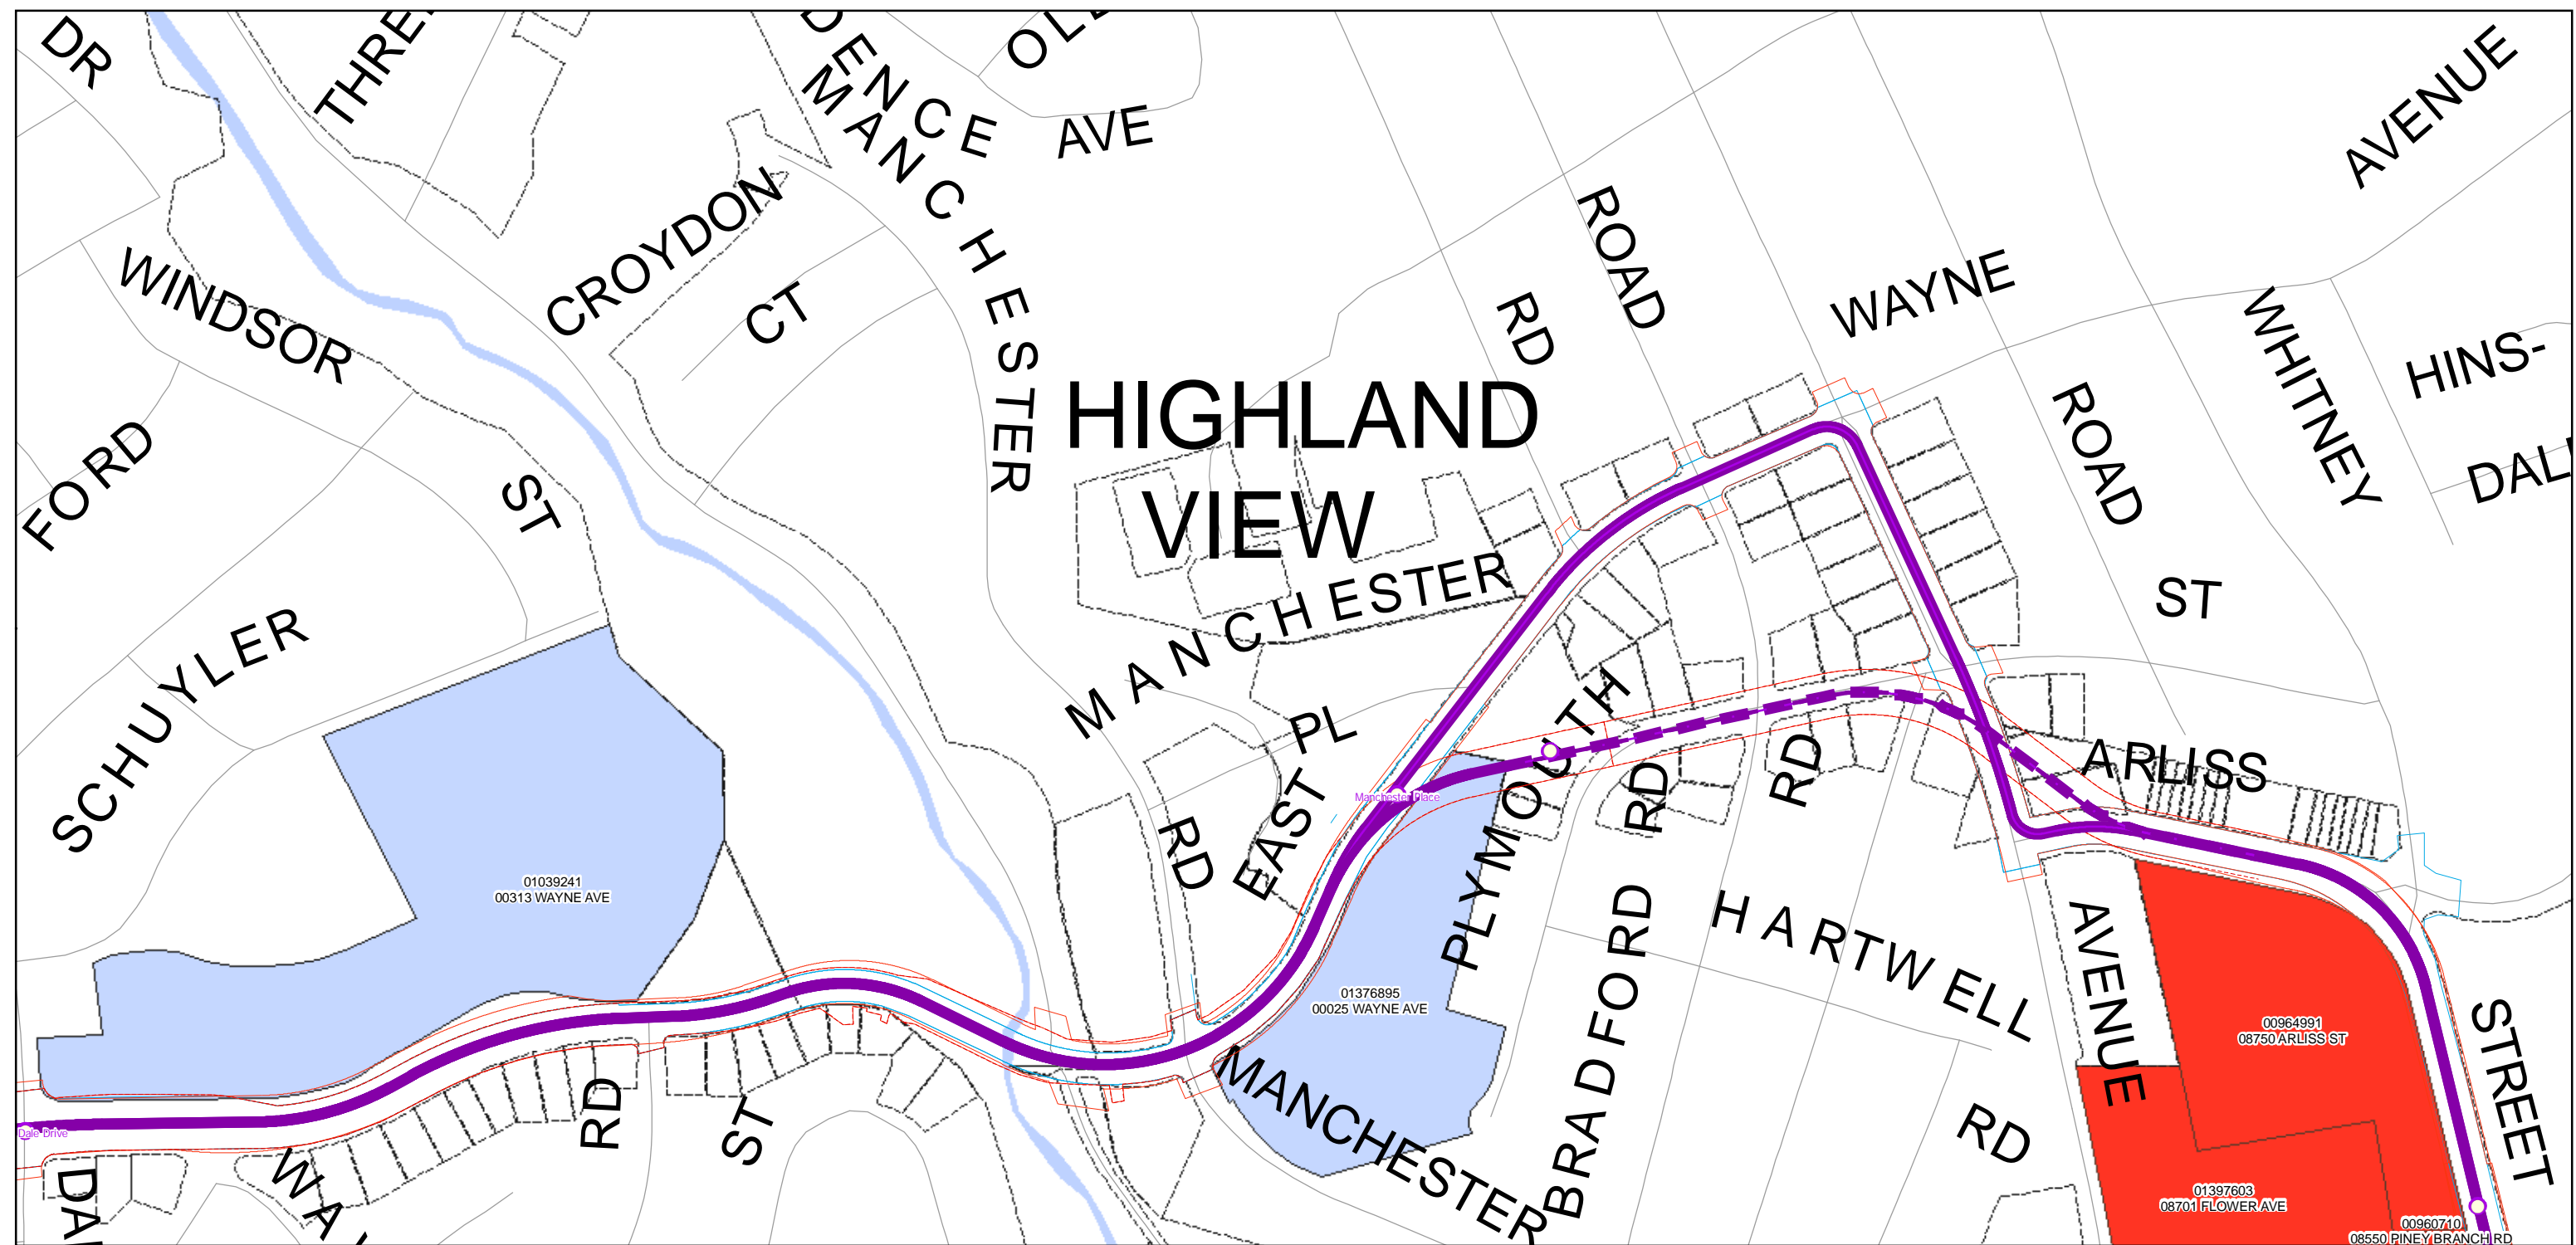 DR
DENCE
MANCHESTER
AVE
CROYDON
CT
WINDSOR
ST
FORD
SCHUYLER
ROAD
RD
WAYNE
AVENUE
WHITNEY
HINS-
ROAD
ST
HIGHLAND
VIEW
MANCHESTER
PL
EAST
RD
Manchester Place
PLYMOUTH
RD
RD
BRADFORD
HARTWELL
RD
ARLISS
AVENUE
STREET
01039241
00313 WAYNE AVE
01376895
00025 WAYNE AVE
MANCHESTER
00964991
08750 ARLISS ST
01397603
08701 FLOWER AVE
00960710
08550 PINEY BRANCH RD
Dale Drive
RD
ST